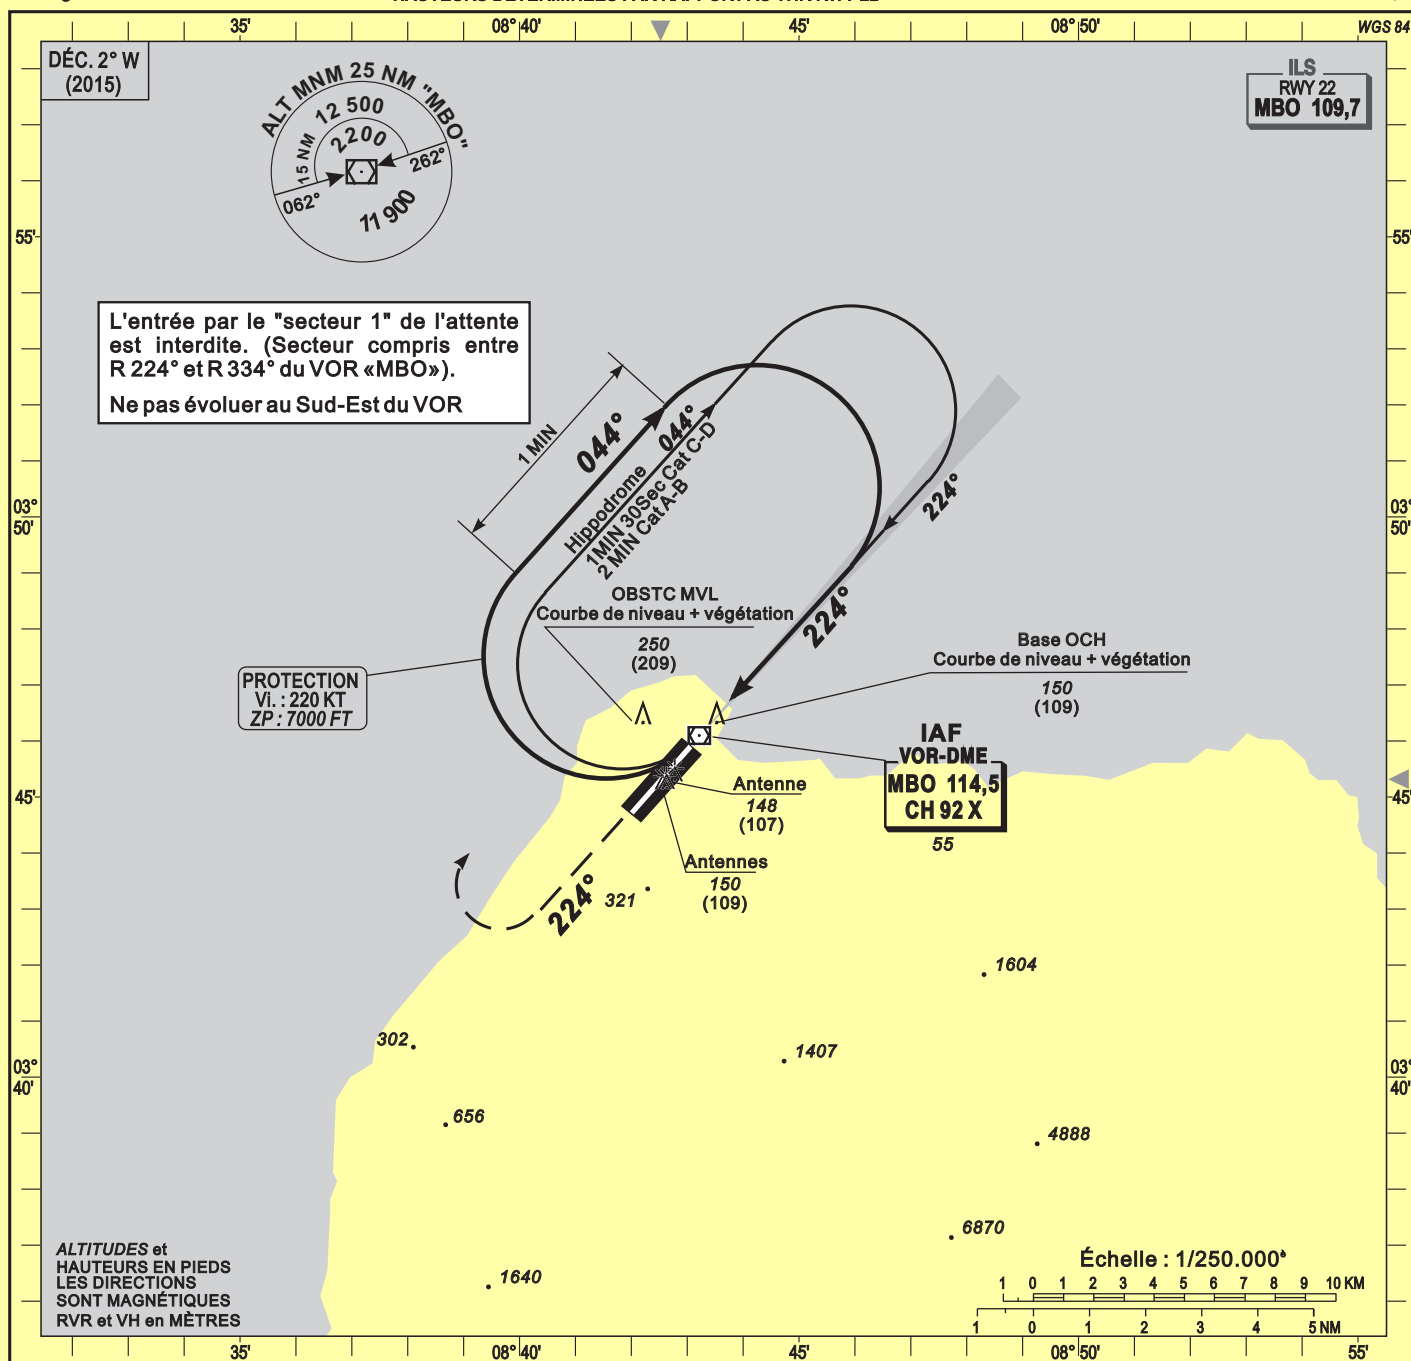 35'
08° 40'
45'
08° 50'
WGS 84
DÉC. 2° W
(2015)
ALT MNM 25 NM "MBO"
12 500
15 NM
2200
262°
062°
11 900
ILS
RWY 22
MBO 109,7
55'
55'
L'entrée par le "secteur 1" de l'attente
est interdite. (Secteur compris entre
R 224° et R 334° du VOR «MBO»).
Ne pas évoluer au Sud-Est du VOR
1 MIN
044°
044°
Hippodrome
1MIN 30Sec Cat C-D
2 MIN Cat A-B
224°
224°
03°
50'
03°
50'
OBSTC MVL
Courbe de niveau + végétation
250
(209)
Base OCH
Courbe de niveau + végétation
150
(109)
PROTECTION
Vi. : 220 KT
ZP : 7000 FT
IAF
VOR-DME
MBO 114,5
CH 92 X
55
45'
45'
Antenne
148
(107)
Antennes
150
(109)
224°
321
1604
302
1407
03°
40'
03°
40'
656
4888
6870
1640
ALTITUDES et
HAUTEURS EN PIEDS
LES DIRECTIONS
SONT MAGNÉTIQUES
RVR et VH en MÈTRES
Échelle : 1/250.000è
1 0 1 2 3 4 5 6 7 8 9 10 KM
1 0 1 2 3 4 5 NM
35'
08° 40'
45'
08° 50'
55'